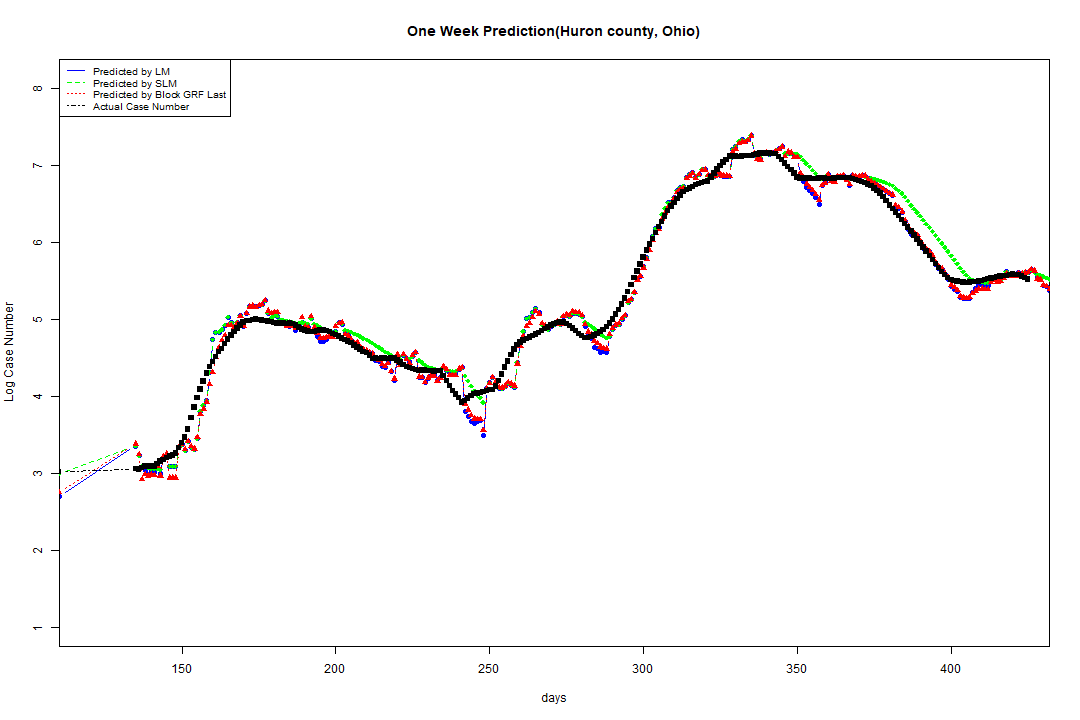 One Week Prediction(Huron county, Ohio)
Predicted by LM
Predicted by SLM
Predicted by Block GRF Last
Actual Case Number
Log Case Number
8
7
6
5
4
3
2
1
150 200 250 300 350 400
days